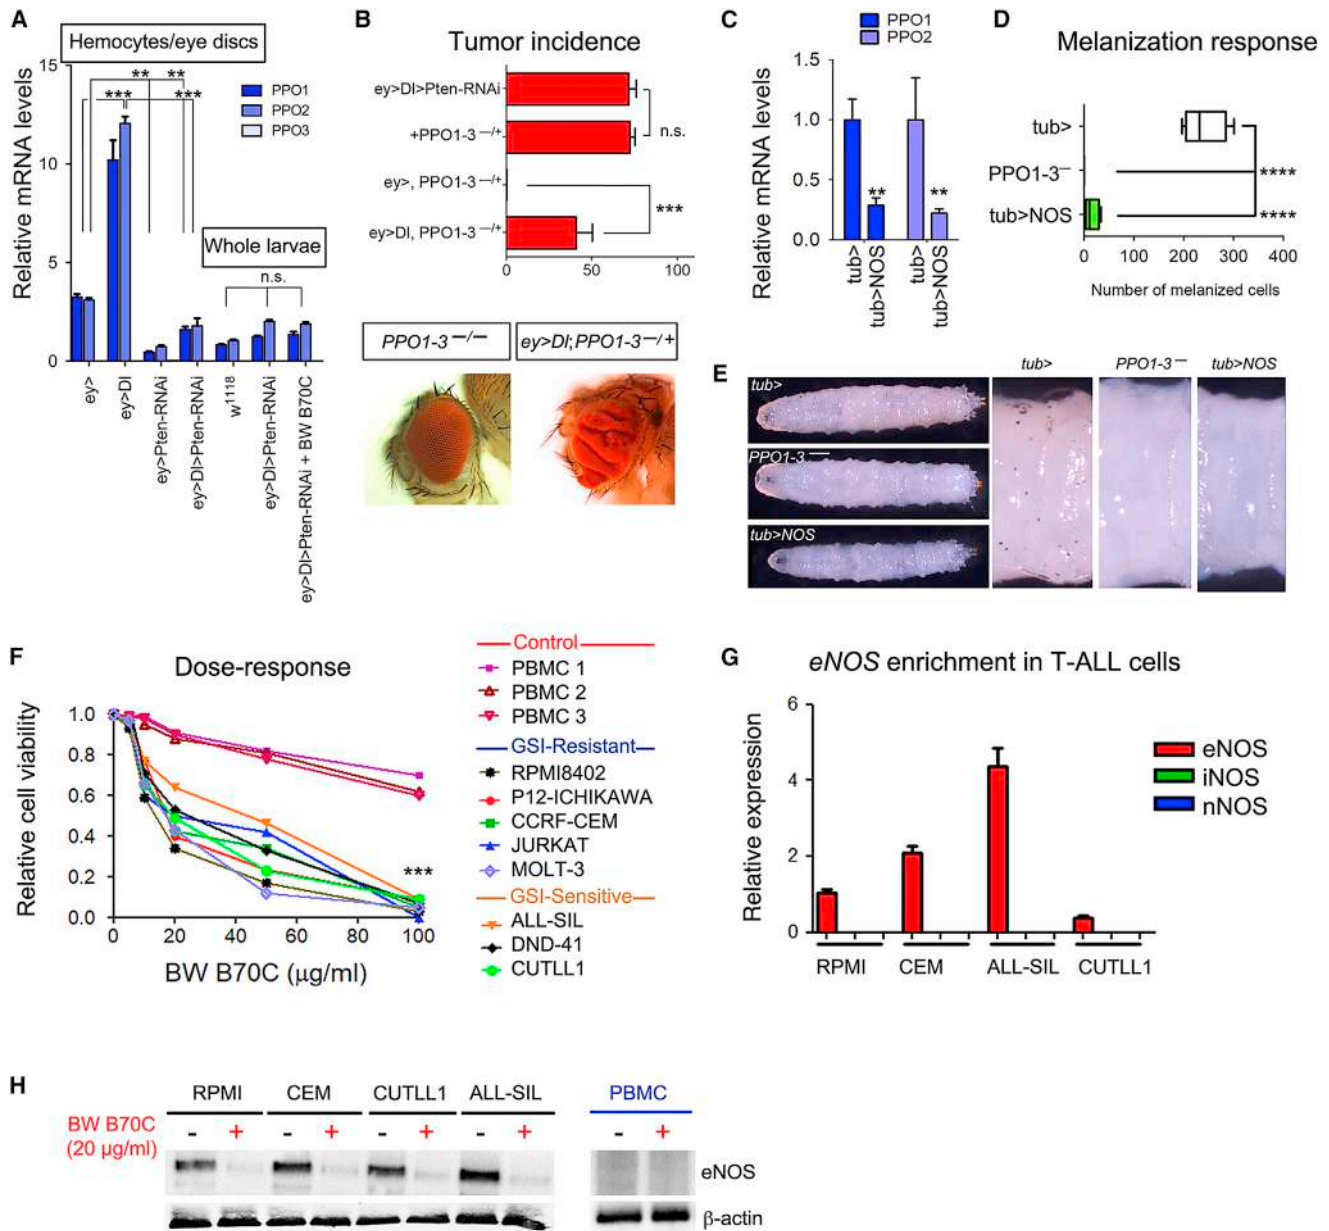 A
Hemocytes/eye discs
Relative mRNA levels
15
10
5
0
** **
*** ***
PPO1
PPO2
PPO3
Whole larvae
n.s.
ey>
ey>Dl
ey>Pten-RNAi
ey>Dl>Pten-RNAi
w1118
ey>Dl>Pten-RNAi
ey>Dl>Pten-RNAi + BW B70C
B
Tumor incidence
ey>Dl>Pten-RNAi
+PPO1-3 —/+
ey>, PPO1-3 —/+
ey>Dl, PPO1-3 —/+
n.s.
***
0 50 100
PPO1-3 —/—
ey>Dl;PPO1-3 —/+
C
PPO1
PPO2
Relative mRNA levels
1.5
1.0
0.5
0.0
** **
tub>
tub>NOS
tub>
tub>NOS
D
Melanization response
tub>
PPO1-3—
tub>NOS
****
****
0 100 200 300 400
Number of melanized cells
E
tub>
PPO1-3 —
tub>NOS
tub> PPO1-3— tub>NOS
F
Dose-response
Relative cell viability
1.0
0.8
0.6
0.4
0.2
0.0
0 20 40 60 80 100
BW B70C (µg/ml)
***
Control
PBMC 1
PBMC 2
PBMC 3
GSI-Resistant
RPMI8402
P12-ICHIKAWA
CCRF-CEM
JURKAT
MOLT-3
GSI-Sensitive
ALL-SIL
DND-41
CUTLL1
G
eNOS enrichment in T-ALL cells
Relative expression
6
4
2
0
RPMI CEM ALL-SIL CUTLL1
eNOS
iNOS
nNOS
H
RPMI CEM CUTLL1 ALL-SIL PBMC
BW B70C
(20 µg/ml)
- + - + - + - + - +
eNOS
β-actin